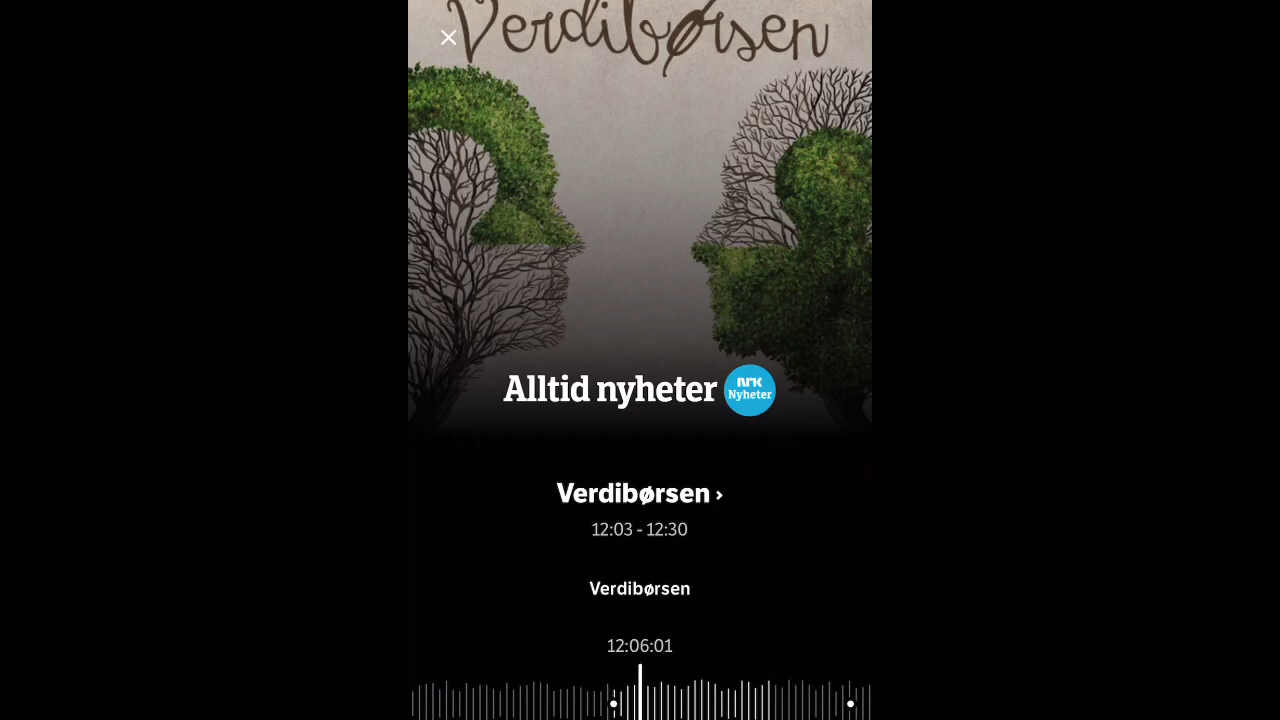 Verdibørsen
Alltid nyheter
NRK
Nyheter
Verdibørsen ›
12:03 - 12:30
Verdibørsen
12:06:01